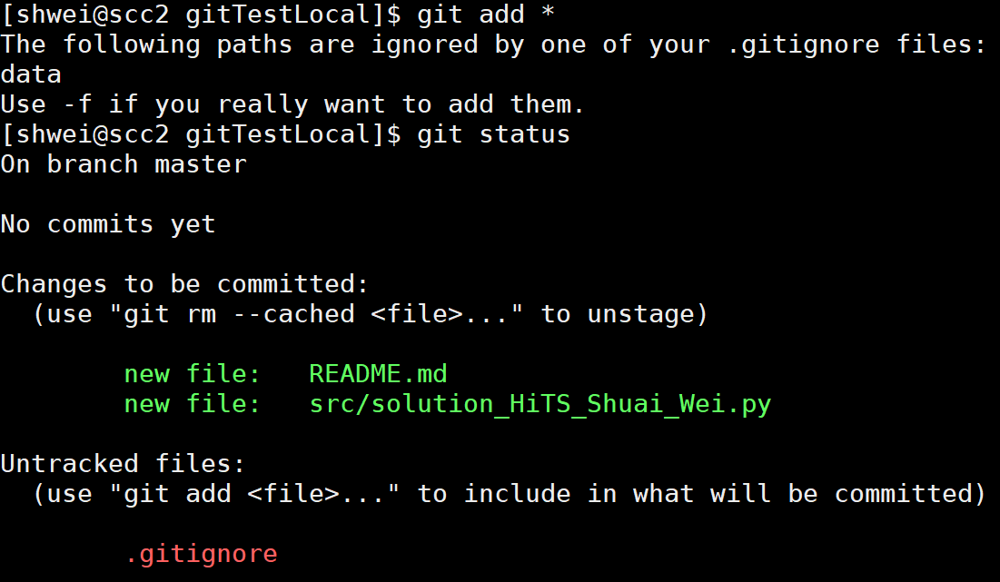 [shwei@scc2 gitTestLocal]$ git add *
The following paths are ignored by one of your .gitignore files:
data
Use -f if you really want to add them.
[shwei@scc2 gitTestLocal]$ git status
On branch master
No commits yet
Changes to be committed:
(use "git rm --cached <file>..." to unstage)
new file: README.md
new file: src/solution_HiTS_Shuai_Wei.py
Untracked files:
(use "git add <file>..." to include in what will be committed)
.gitignore